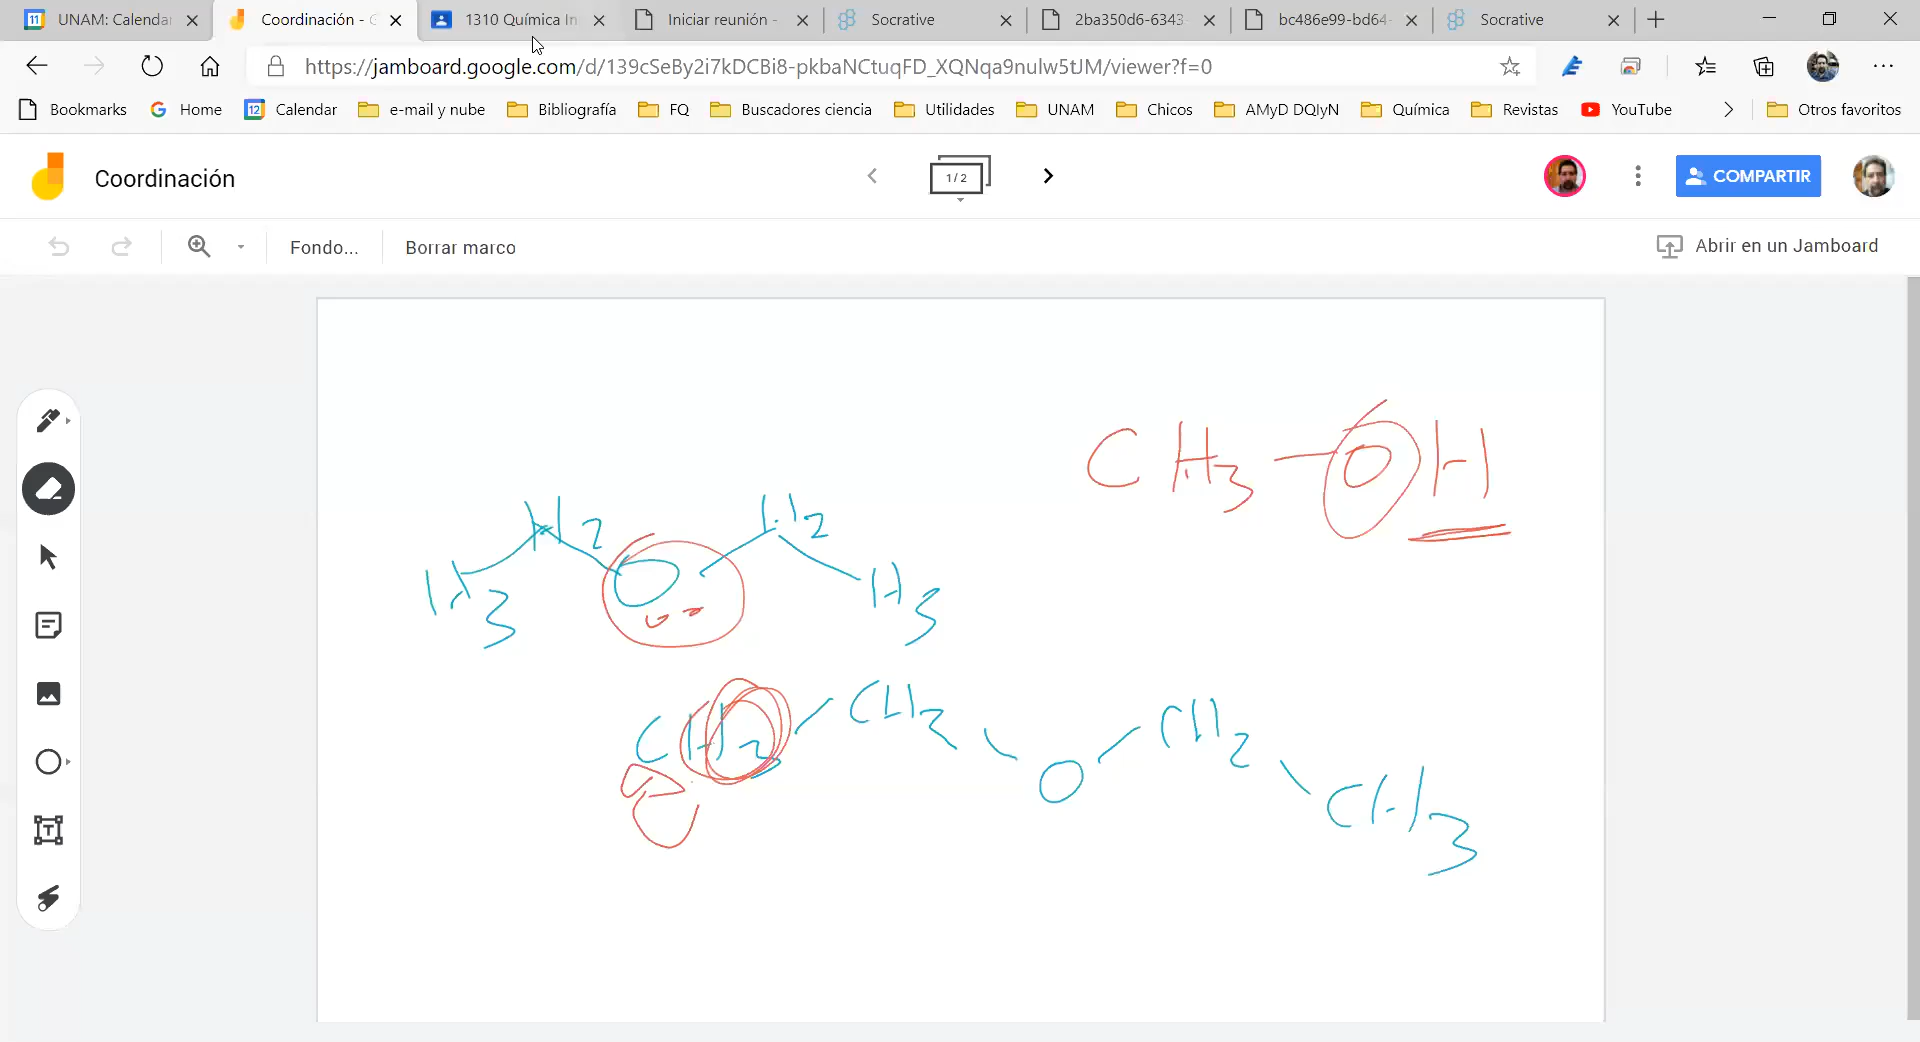 UNAM: Calenda
Coordinación - G
1310 Química In
Iniciar reunión -
Socrative
2ba350d6-6343-
bc486e99-bd64-
Socrative
https://jamboard.google.com/d/139cSeBy2i7kDCBi8-pkbaNCtuqFD_XQNqa9nulw5tJM/viewer?f=0
Bookmarks
Home
Calendar
e-mail y nube
Bibliografía
FQ
Buscadores ciencia
Utilidades
UNAM
Chicos
AMyD DQIyN
Química
Revistas
YouTube
Otros favoritos
Coordinación
1 / 2
COMPARTIR
Fondo...
Borrar marco
Abrir en un Jamboard
CH3-OH
H3 H2 O H2 H3
CH2 CH2 O CH2 CH3